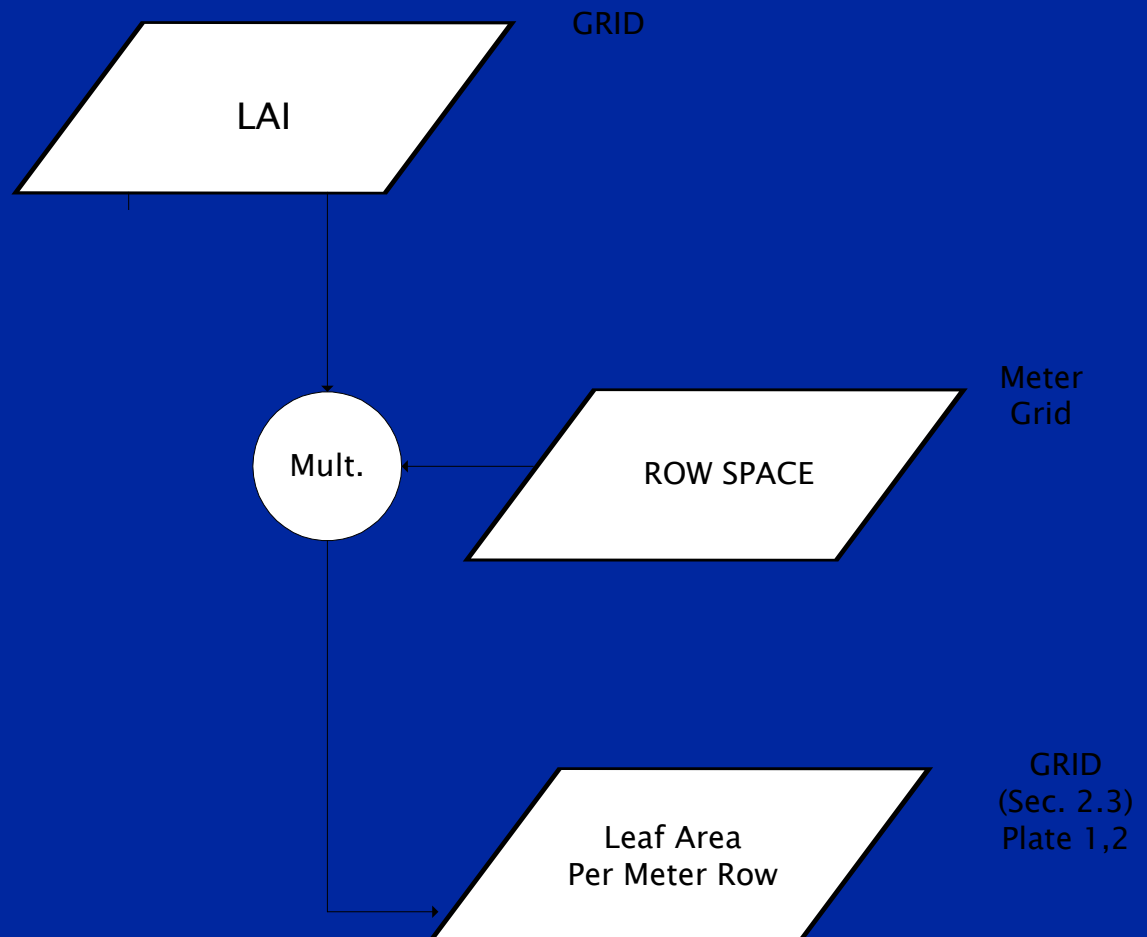 GRID
LAI
Meter
Grid
Mult.
ROW SPACE
GRID
(Sec. 2.3)
Plate 1,2
Leaf Area
Per Meter Row